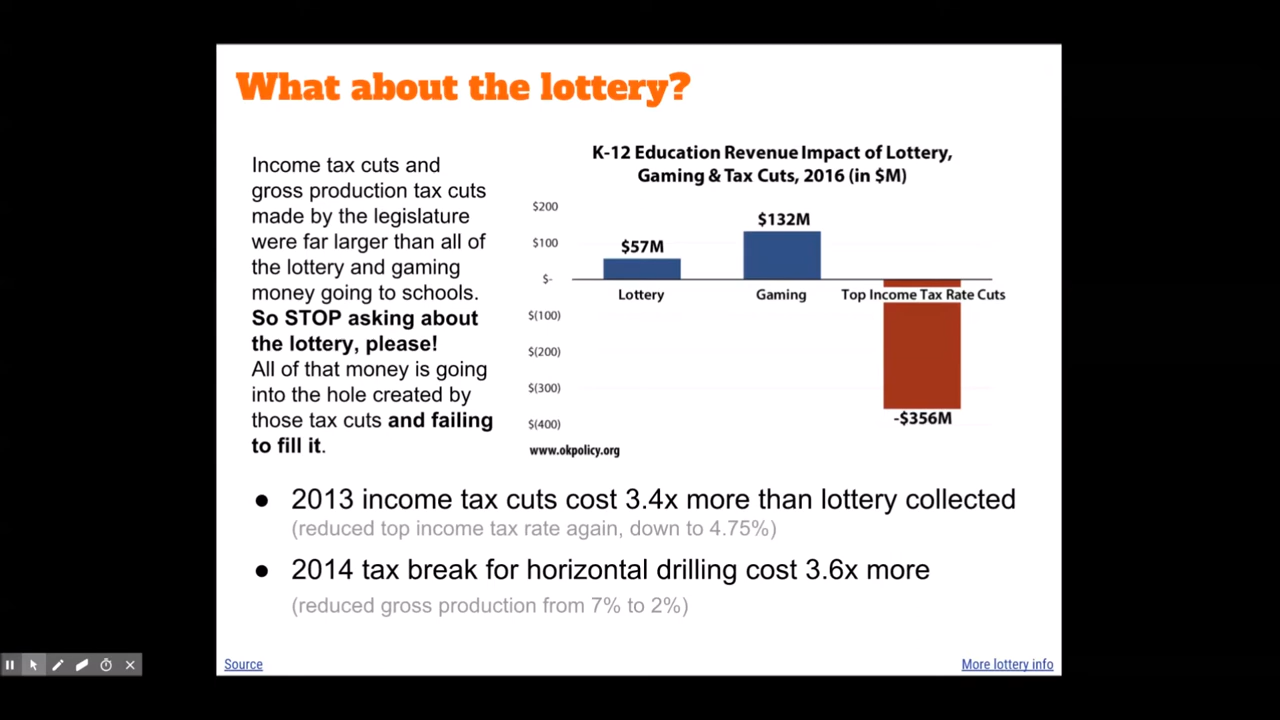 What about the lottery?
Income tax cuts and
gross production tax cuts
made by the legislature
were far larger than all of
the lottery and gaming
money going to schools.
So STOP asking about
the lottery, please!
All of that money is going
into the hole created by
those tax cuts and failing
to fill it.
K-12 Education Revenue Impact of Lottery,
Gaming & Tax Cuts, 2016 (in $M)
$200
$100
$-
$(100)
$(200)
$(300)
$(400)
$57M
$132M
-$356M
Lottery
Gaming
Top Income Tax Rate Cuts
www.okpolicy.org
● 2013 income tax cuts cost 3.4x more than lottery collected
(reduced top income tax rate again, down to 4.75%)
● 2014 tax break for horizontal drilling cost 3.6x more
(reduced gross production from 7% to 2%)
Source
More lottery info